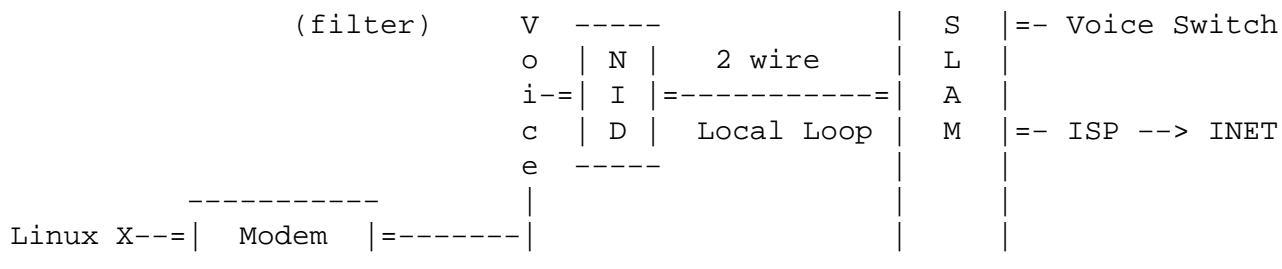 (filter)     V  -----              |  S  |=- Voice Switch
             o  | N |   2 wire     |  L  |
             i-=| I |=-----------=|  A  |
             c  | D |  Local Loop  |  M  |=- ISP --> INET
             e  -----              |     |
-----------  |                     |     |
Linux X--=|  Modem  |=-------|     |     |